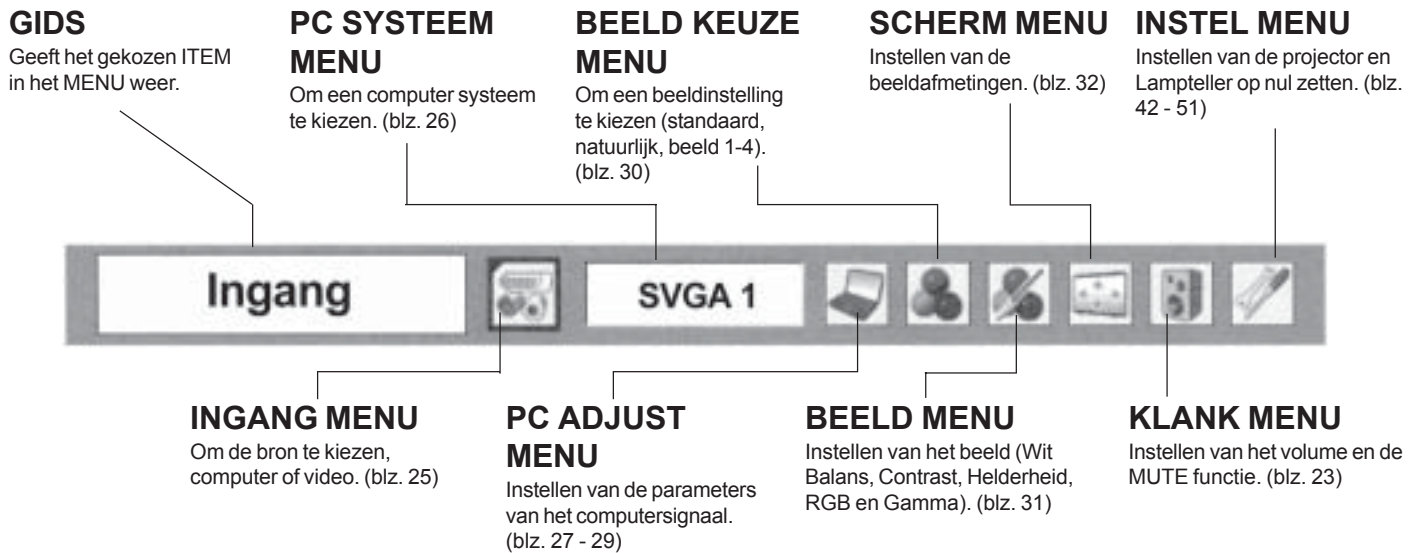 GIDS
Geeft het gekozen ITEM
in het MENU weer.
PC SYSTEEM
MENU
Om een computer systeem
te kiezen. (blz. 26)
BEELD KEUZE
MENU
Om een beeldinstelling
te kiezen (standaard,
natuurlijk, beeld 1-4).
(blz. 30)
SCHERM MENU
Instellen van de
beeldafmetingen. (blz. 32)
INSTEL MENU
Instellen van de projector en
Lampteller op nul zetten. (blz.
42 - 51)
Ingang
SVGA 1
INGANG MENU
Om de bron te kiezen,
computer of video. (blz. 25)
PC ADJUST
MENU
Instellen van de parameters
van het computersignaal.
(blz. 27 - 29)
BEELD MENU
Instellen van het beeld (Wit
Balans, Contrast, Helderheid,
RGB en Gamma). (blz. 31)
KLANK MENU
Instellen van het volume en de
MUTE functie. (blz. 23)